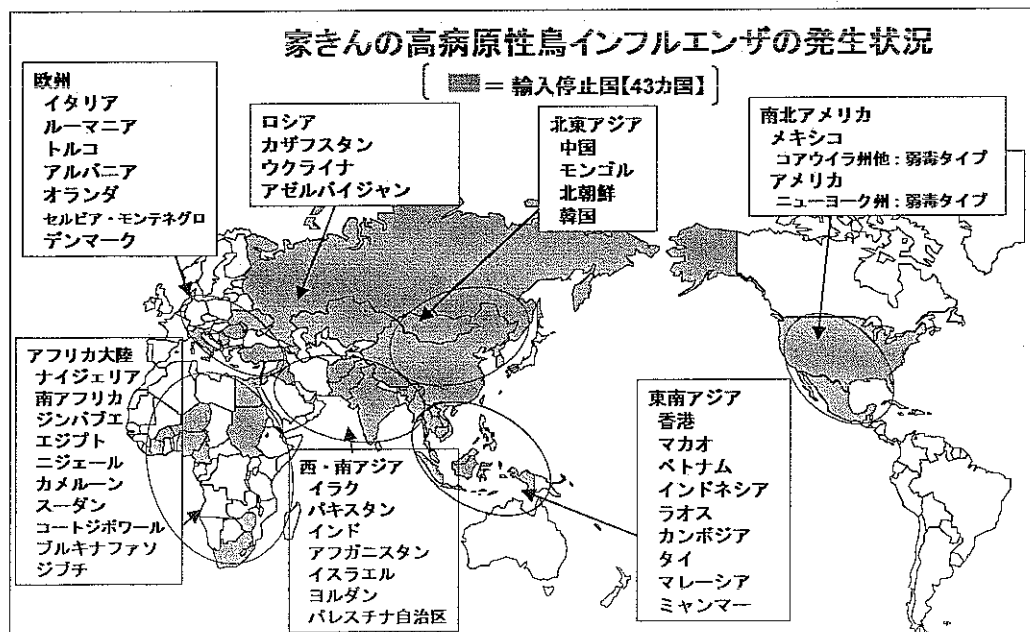 家きんの高病原性鳥インフルエンザの発生状況
= 輸入停止国【43カ国】
欧州
イタリア
ルーマニア
トルコ
アルバニア
オランダ
セルビア・モンテネグロ
デンマーク
ロシア
カザフスタン
ウクライナ
アゼルバイジャン
北東アジア
中国
モンゴル
北朝鮮
韓国
南北アメリカ
メキシコ
コアウイラ州他：弱毒タイプ
アメリカ
ニューヨーク州：弱毒タイプ
アフリカ大陸
ナイジェリア
南アフリカ
ジンバブエ
エジプト
ニジェール
カメルーン
スーダン
コートジボワール
ブルキナファソ
ジブチ
西・南アジア
イラク
パキスタン
インド
アフガニスタン
イスラエル
ヨルダン
パレスチナ自治区
東南アジア
香港
マカオ
ベトナム
インドネシア
ラオス
カンボジア
タイ
マレーシア
ミャンマー